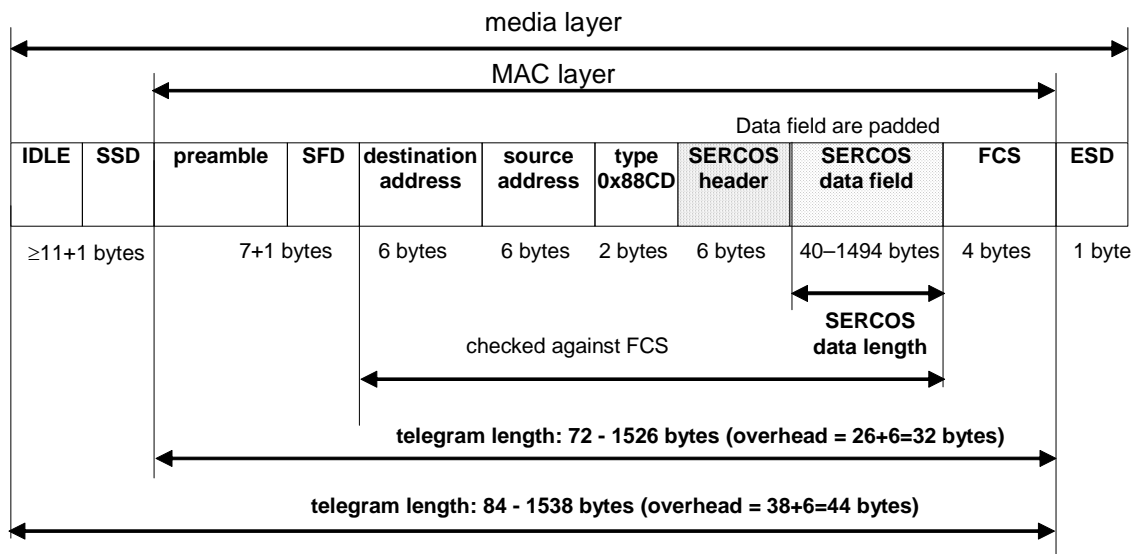 media layer
MAC layer
Data field are padded
IDLE SSD preamble SFD destination address source address type 0x88CD SERCOS header SERCOS data field FCS ESD
≥11+1 bytes 7+1 bytes 6 bytes 6 bytes 2 bytes 6 bytes 40–1494 bytes 4 bytes 1 byte
SERCOS
data length
checked against FCS
telegram length: 72 - 1526 bytes (overhead = 26+6=32 bytes)
telegram length: 84 - 1538 bytes (overhead = 38+6=44 bytes)